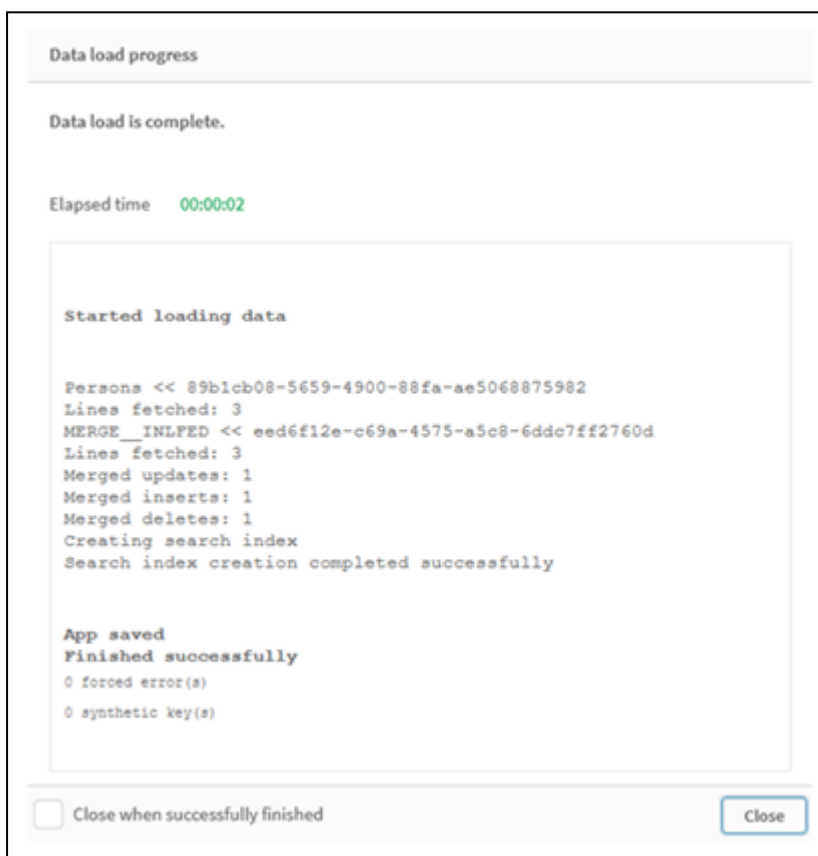 Data load progress
Data load is complete.
Elapsed time 00:00:02
Started loading data
Persons << 89b1cb08-5659-4900-88fa-ae5068875982
Lines fetched: 3
MERGE__INLFED << eed6f12e-c69a-4575-a5c8-6ddc7ff2760d
Lines fetched: 3
Merged updates: 1
Merged inserts: 1
Merged deletes: 1
Creating search index
Search index creation completed successfully
App saved
Finished successfully
0 forced error(s)
0 synthetic key(s)
Close when successfully finished Close